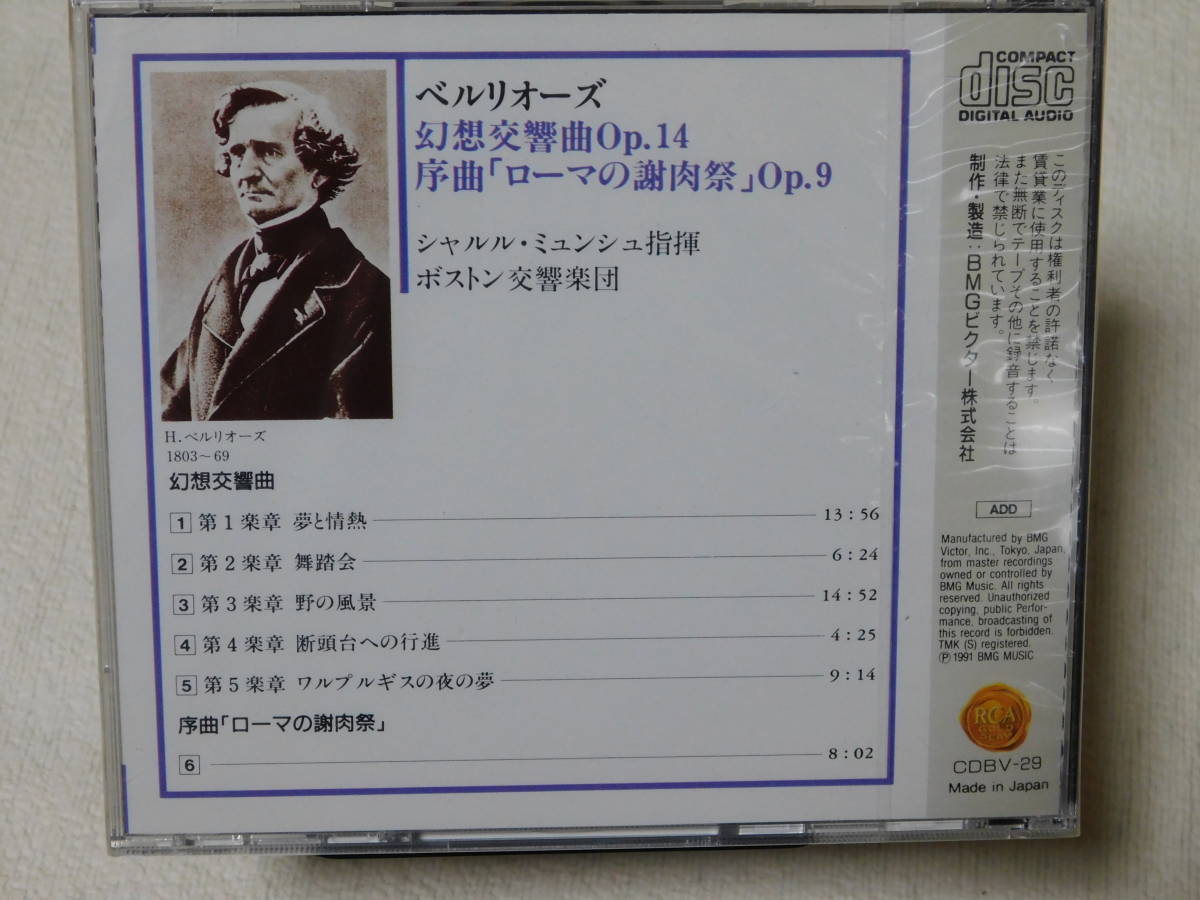 ベルリオーズ
幻想交響曲Op.14
序曲「ローマの謝肉祭」Op.9
シャルル・ミュンシュ指揮
ボストン交響楽団
H.ベルリオーズ
1803～69
幻想交響曲
1 第1楽章 夢と情熱 13:56
2 第2楽章 舞踏会 6:24
3 第3楽章 野の風景 14:52
4 第4楽章 断頭台への行進 4:25
5 第5楽章 ワルプルギスの夜の夢 9:14
序曲「ローマの謝肉祭」
6 8:02
COMPACT
disc
DIGITAL AUDIO
このディスクは権利者の許諾なく
賃貸業に使用することを禁じます。
また無断でテープその他に録音することは
法律で禁じられています。
制作・製造:BMGビクター株式会社
ADD
Manufactured by BMG
Victor, Inc., Tokyo, Japan,
from master recordings
owned or controlled by
BMG Music. All rights
reserved. Unauthorized
copying, public Perfor-
mance, broadcasting of
this record is forbidden.
TMK (S) registered.
Ⓟ 1991 BMG MUSIC
RCA
GOLD
SEAL
CDBV-29
Made in Japan